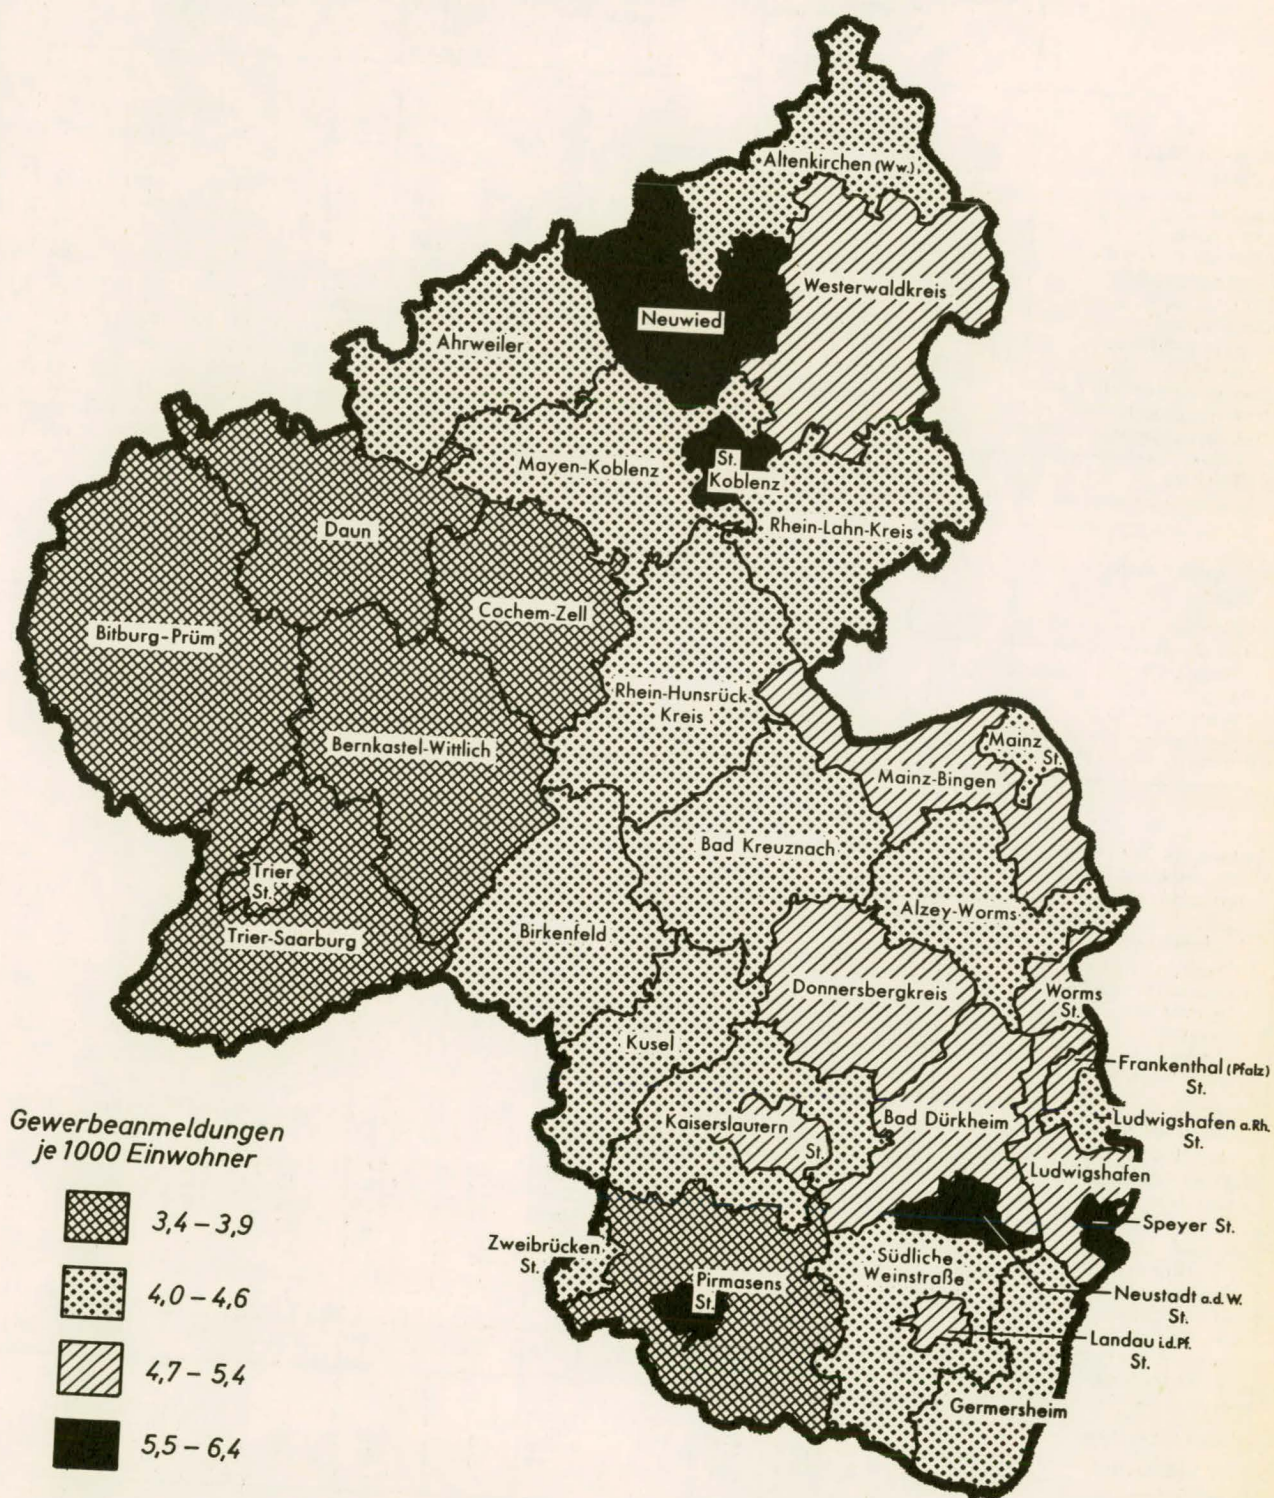 Altenkirchen (Ww.)
Westerwaldkreis
Neuwied
Ahrweiler
Mayen-Koblenz
St.
Koblenz
Rhein-Lahn-Kreis
Daun
Cochem-Zell
Bitburg-Prüm
Rhein-Hunsrück-
Kreis
Bernkastel-Wittlich
Mainz
St.
Mainz-Bingen
Bad Kreuznach
Trier
St.
Alzey-Worms
Trier-Saarburg
Birkenfeld
Donnersbergkreis
Worms
St.
Kusel
Frankenthal (Pfalz)
St.
Kaiserslautern
St.
Bad Dürkheim
Ludwigshafen a.Rh.
St.
Ludwigshafen
Speyer St.
Zweibrücken
St.
Pirmasens
St.
Südliche
Weinstraße
Neustadt a.d.W.
St.
Landau i.d.Pf.
St.
Germersheim
Gewerbeanmeldungen
je 1000 Einwohner
3,4 – 3,9
4,0 – 4,6
4,7 – 5,4
5,5 – 6,4